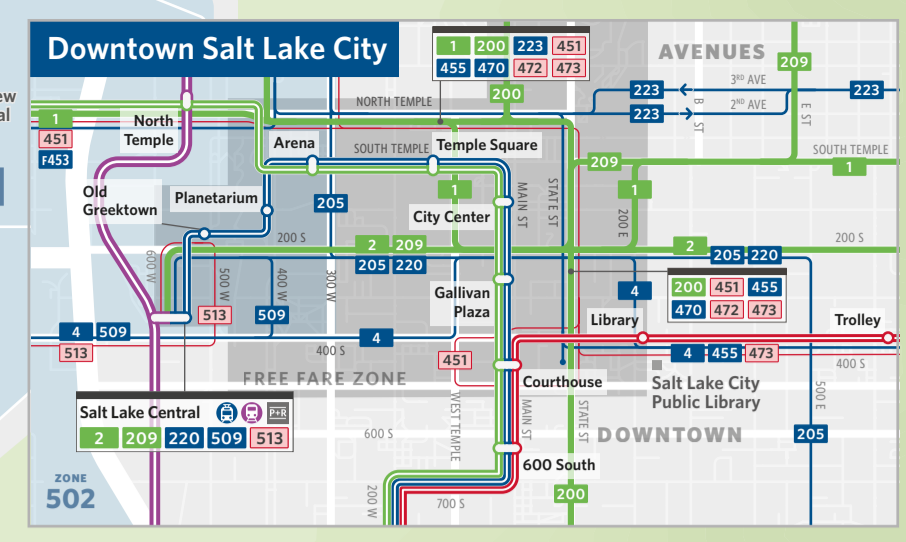 Downtown Salt Lake City
1 200 223 451
455 470 472 473
200
AVENUES
209
3RD AVE
223
223
2ND AVE
223
B ST
E ST
NORTH TEMPLE
ew
al
1
451
F453
North
Temple
Arena
SOUTH TEMPLE
Temple Square
209
SOUTH TEMPLE
1
Old
Greektown
Planetarium
205
1
MAIN ST
STATE ST
1
200 E
City Center
200 S
2 209
205 220
2
205 220
200 S
600 W
500 W
400 W
300 W
513
509
Gallivan
Plaza
4
200 451 455
470 472 473
Library
Trolley
4 509
513
4
400 S
451
4 455 473
400 S
FREE FARE ZONE
Courthouse
Salt Lake City
Public Library
Salt Lake Central P+R
2 209 220 509 513
WEST TEMPLE
MAIN ST
STATE ST
500 E
600 S
DOWNTOWN
205
600 South
ZONE
502
200 W
700 S
200